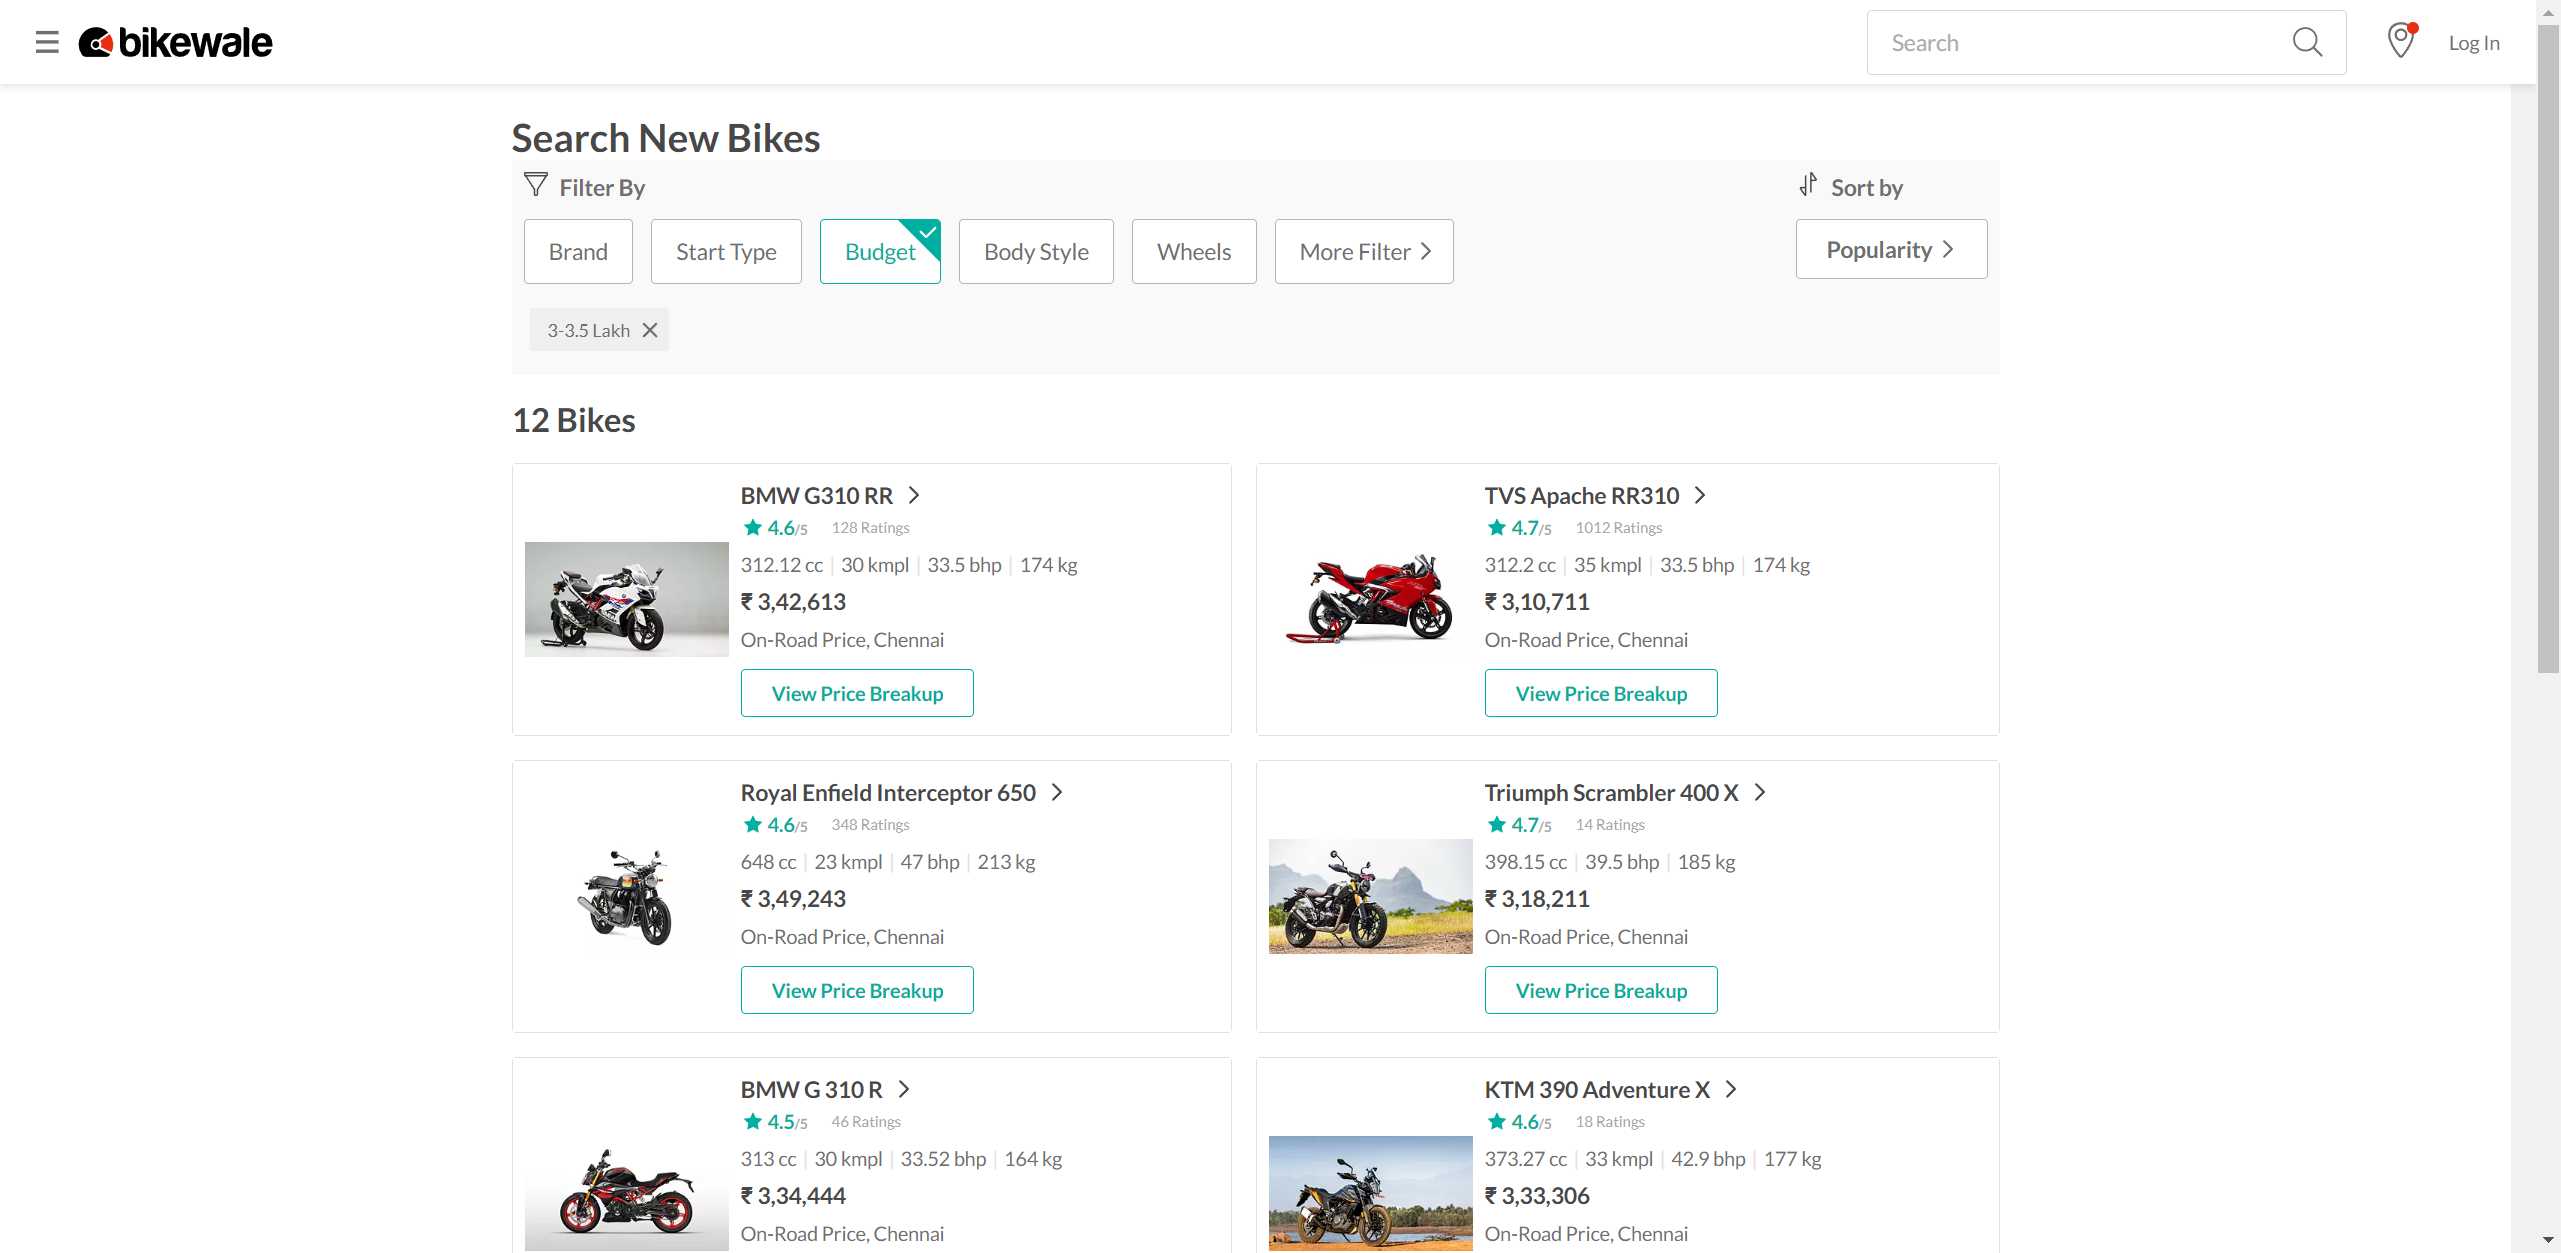 bikewale
Search
Log In
Search New Bikes
Filter By
Sort by
Brand
Start Type
Budget
Body Style
Wheels
More Filter
Popularity
3-3.5 Lakh
12 Bikes
BMW G310 RR
4.6/5 128 Ratings
312.12 cc | 30 kmpl | 33.5 bhp | 174 kg
₹ 3,42,613
On-Road Price, Chennai
View Price Breakup
TVS Apache RR310
4.7/5 1012 Ratings
312.2 cc | 35 kmpl | 33.5 bhp | 174 kg
₹ 3,10,711
On-Road Price, Chennai
View Price Breakup
Royal Enfield Interceptor 650
4.6/5 348 Ratings
648 cc | 23 kmpl | 47 bhp | 213 kg
₹ 3,49,243
On-Road Price, Chennai
View Price Breakup
Triumph Scrambler 400 X
4.7/5 14 Ratings
398.15 cc | 39.5 bhp | 185 kg
₹ 3,18,211
On-Road Price, Chennai
View Price Breakup
BMW G 310 R
4.5/5 46 Ratings
313 cc | 30 kmpl | 33.52 bhp | 164 kg
₹ 3,34,444
On-Road Price, Chennai
KTM 390 Adventure X
4.6/5 18 Ratings
373.27 cc | 33 kmpl | 42.9 bhp | 177 kg
₹ 3,33,306
On-Road Price, Chennai